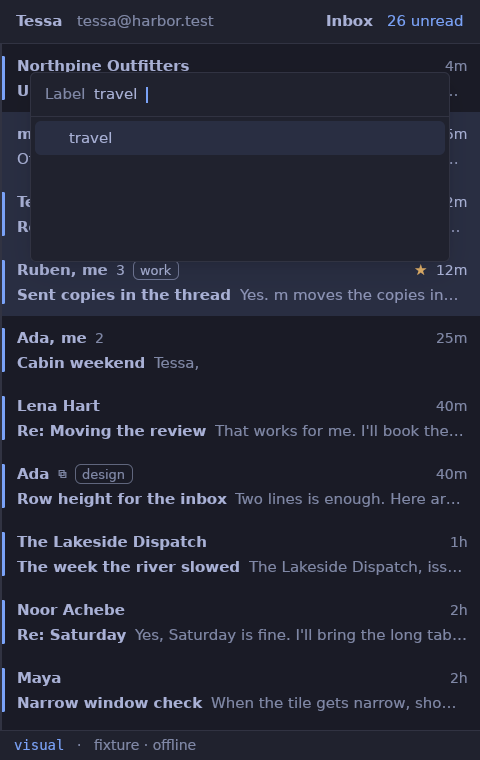 Tessa tessa@harbor.test Inbox 26 unread
Northpine Outfitters 4m
Label travel
travel
Ruben, me 3 work ★ 12m
Sent copies in the thread Yes. m moves the copies in…
Ada, me 2 25m
Cabin weekend Tessa,
Lena Hart 40m
Re: Moving the review That works for me. I'll book the…
Ada design 40m
Row height for the inbox Two lines is enough. Here ar…
The Lakeside Dispatch 1h
The week the river slowed The Lakeside Dispatch, iss…
Noor Achebe 2h
Re: Saturday Yes, Saturday is fine. I'll bring the long tab…
Maya 2h
Narrow window check When the tile gets narrow, sho…
visual · fixture · offline